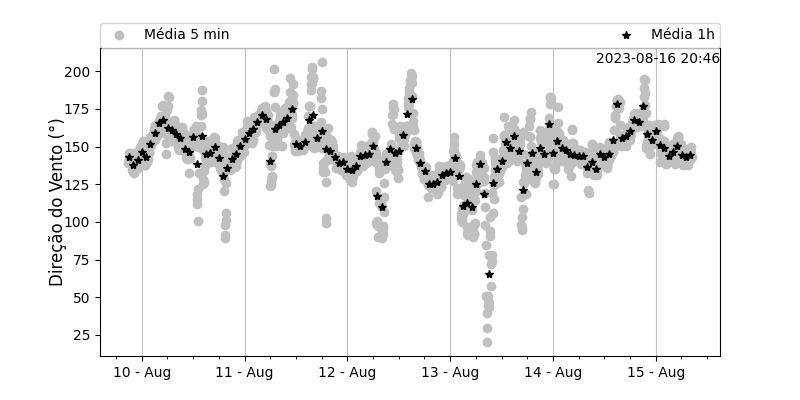 Média 5 min
Média 1h
2023-08-16 20:46
Direção do Vento (°)
200
175
150
125
100
75
50
25
10 - Aug
11 - Aug
12 - Aug
13 - Aug
14 - Aug
15 - Aug